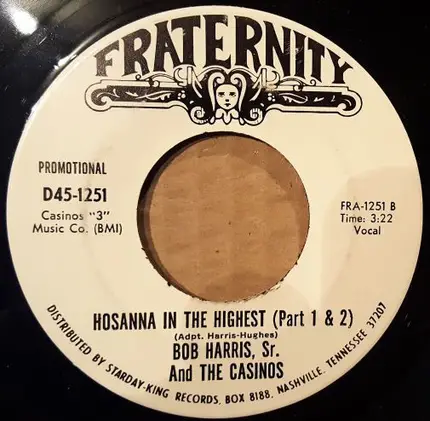 FRATERNITY
PROMOTIONAL
D45-1251
Casinos "3"
Music Co. (BMI)
FRA-1251 B
Time: 3:22
Vocal
HOSANNA IN THE HIGHEST (Part 1 & 2)
(Adpt. Harris-Hughes)
BOB HARRIS, Sr.
And THE CASINOS
DISTRIBUTED BY STARDAY-KING RECORDS, BOX 8188, NASHVILLE, TENNESSEE 37207